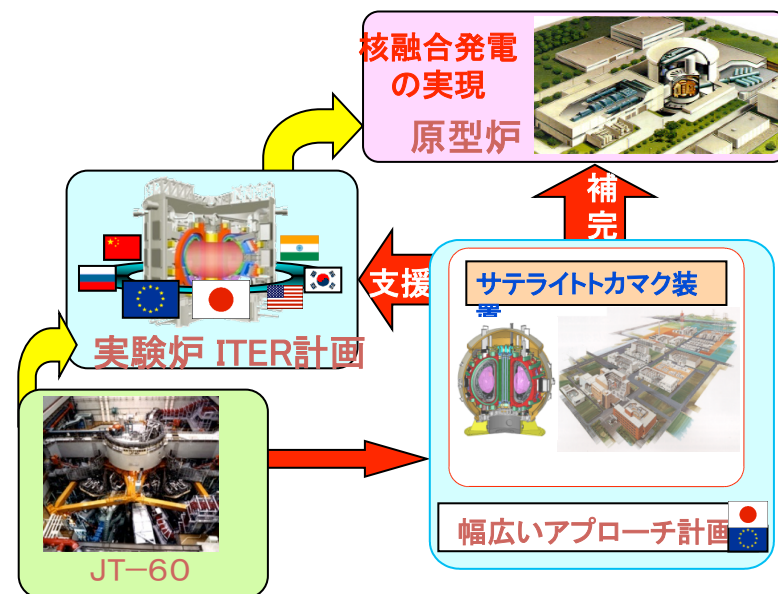 核融合発電
の実現
原型炉
補完
支援
サテライトトカマク装
置
実験炉 ITER計画
幅広いアプローチ計画
JT−60